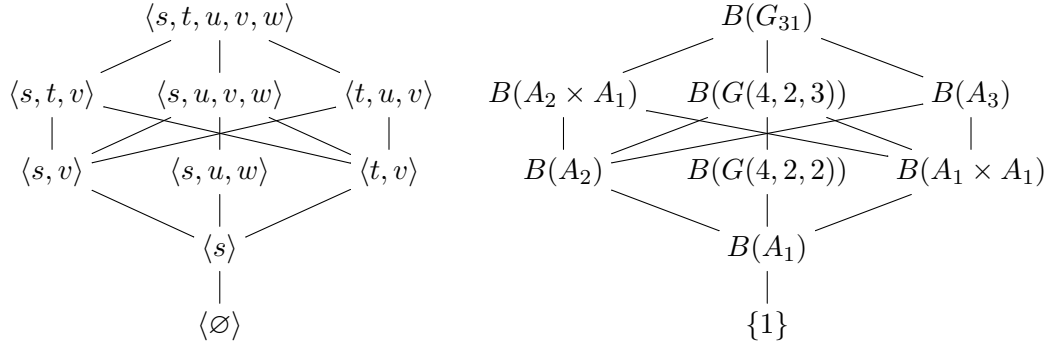 ⟨s, t, u, v, w⟩ B(G₃₁)
⟨s, t, v⟩ ⟨s, u, v, w⟩ ⟨t, u, v⟩ B(A₂ × A₁) B(G(4, 2, 3)) B(A₃)
⟨s, v⟩ ⟨s, u, w⟩ ⟨t, v⟩ B(A₂) B(G(4, 2, 2)) B(A₁ × A₁)
⟨s⟩ B(A₁)
⟨∅⟩ {1}